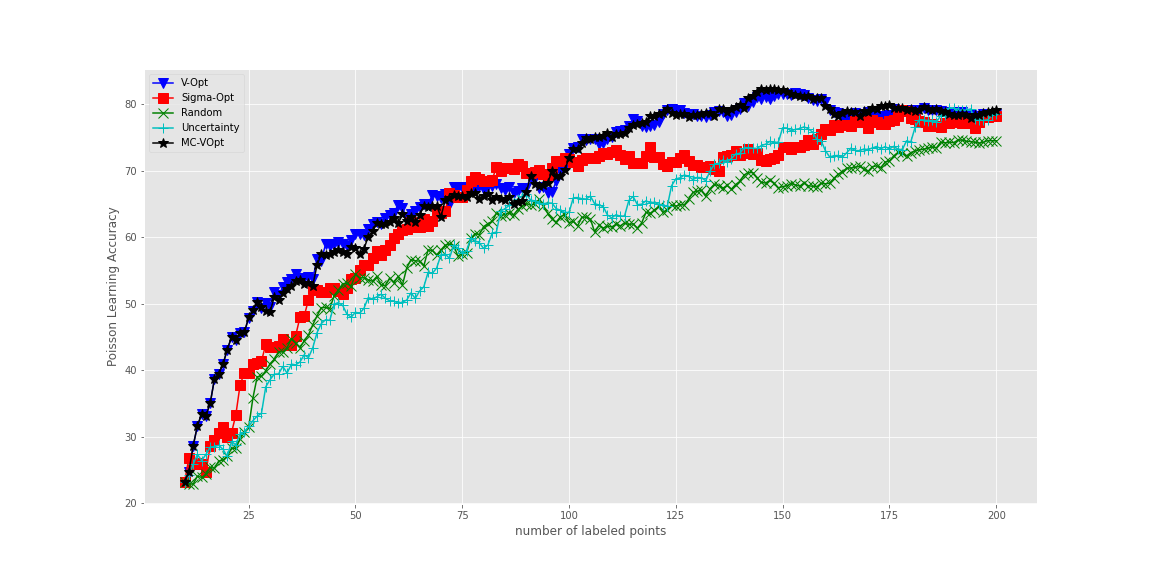 V-Opt
Sigma-Opt
Random
Uncertainty
MC-VOpt
Poisson Learning Accuracy
80
70
60
50
40
30
20
25
50
75
100
125
150
175
200
number of labeled points